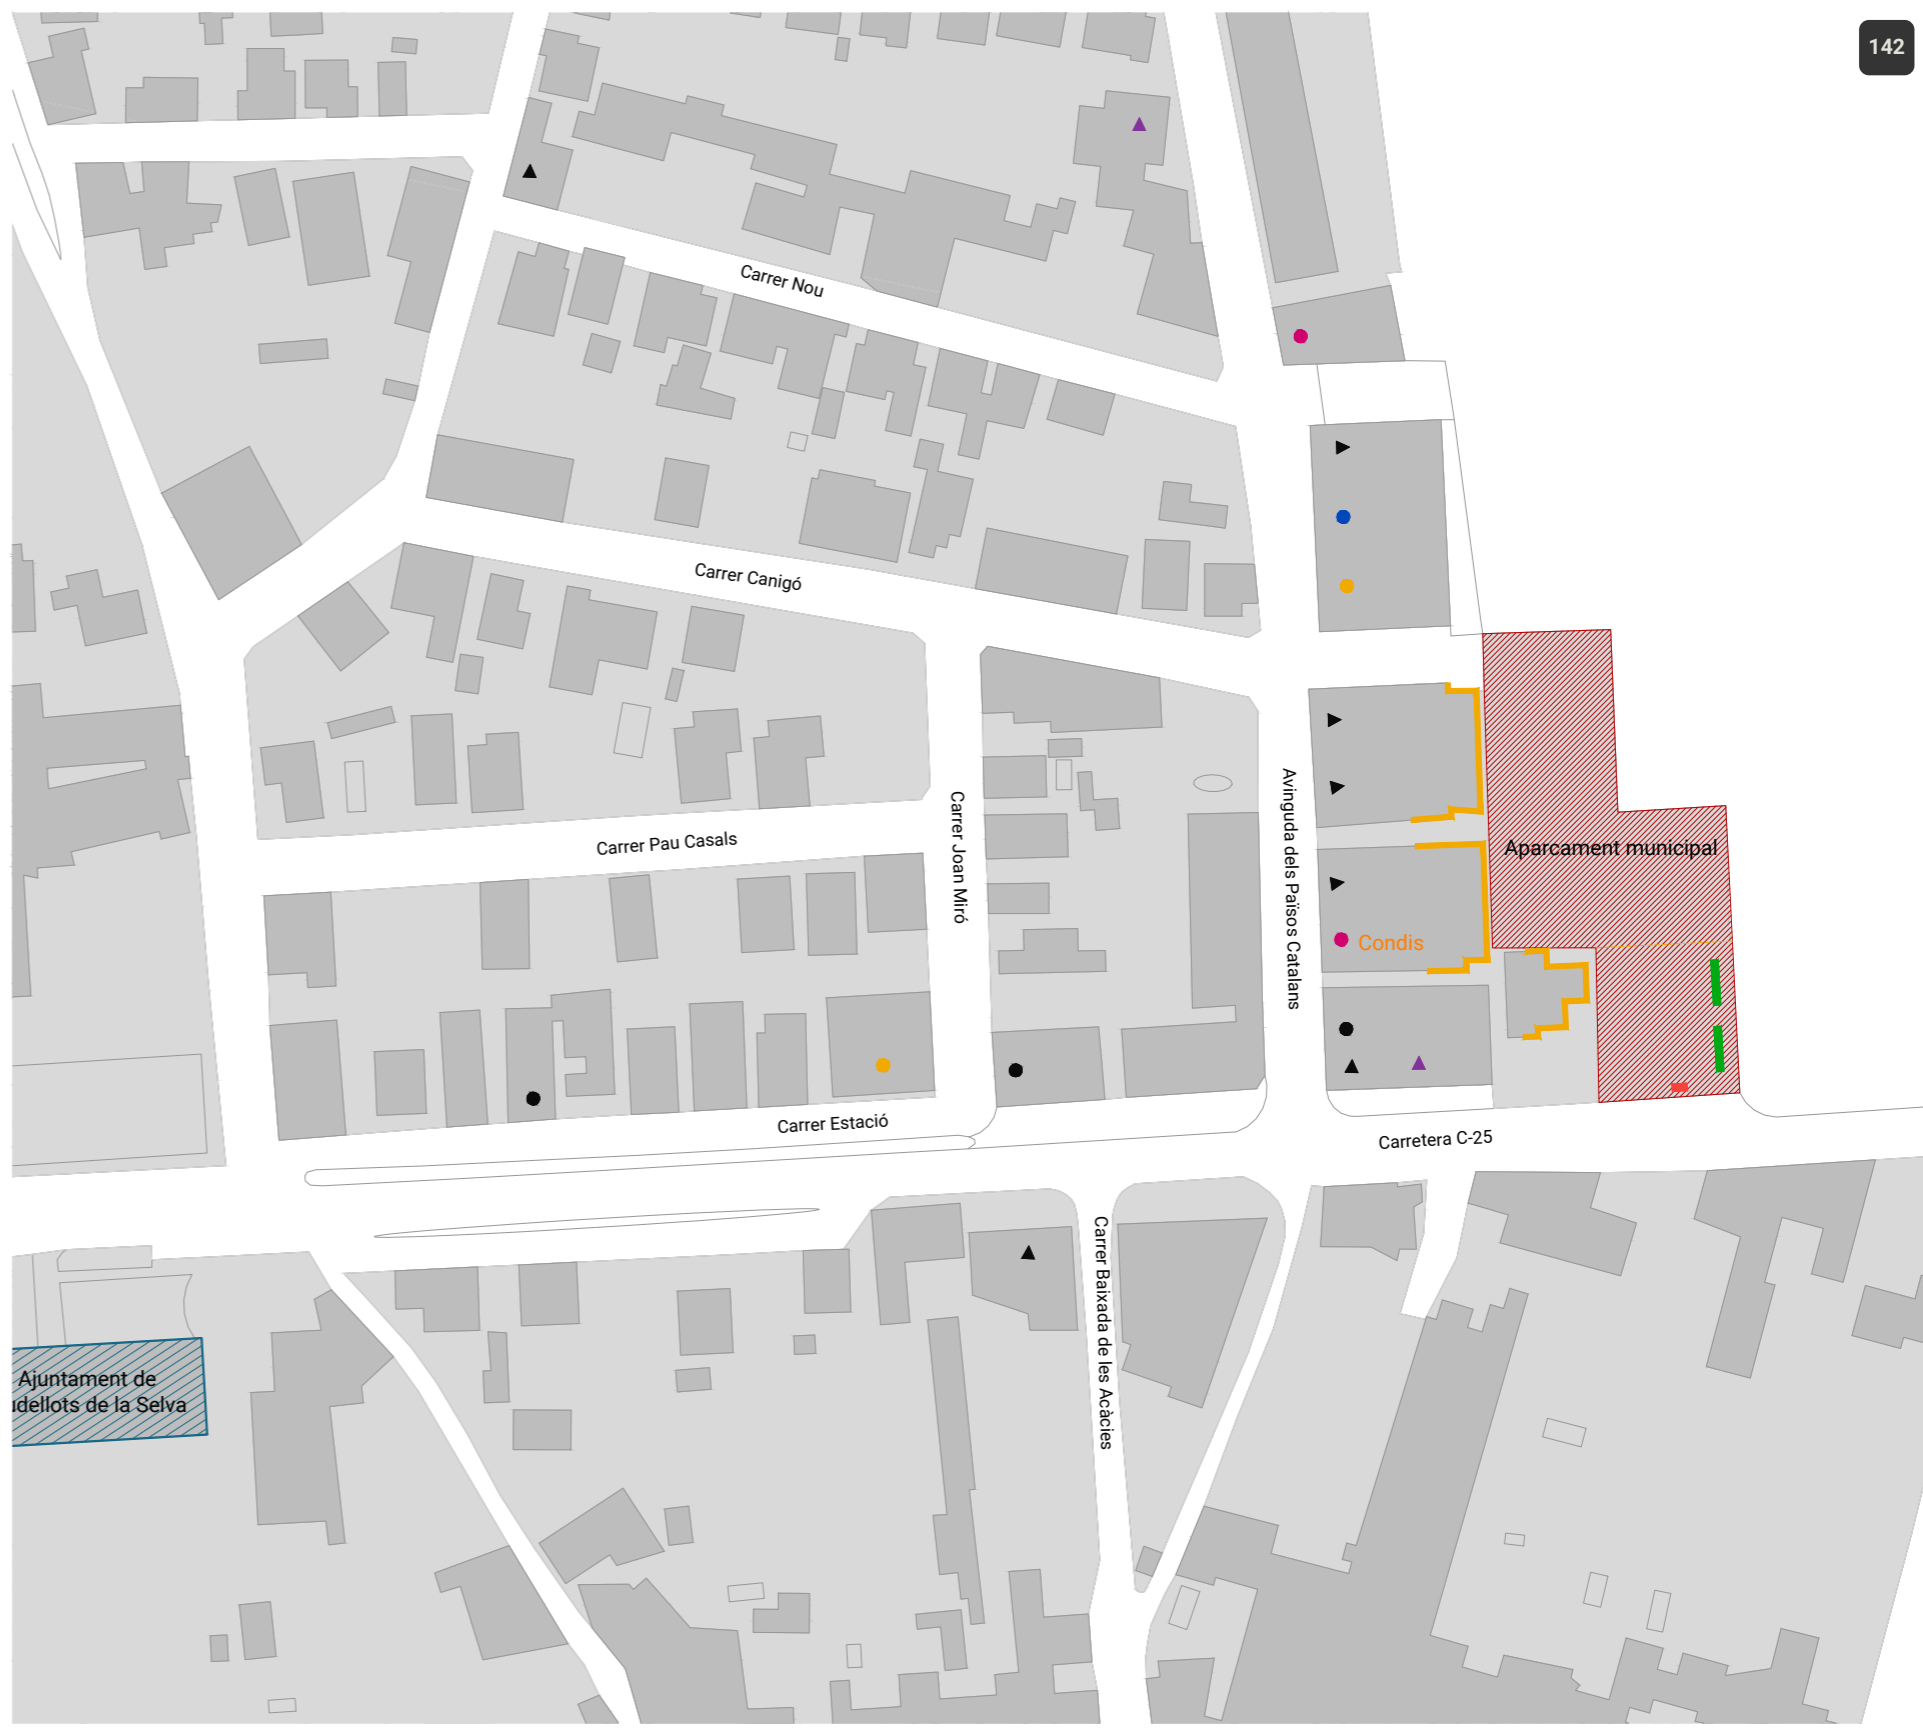 142
Carrer Nou
Carrer Canigó
Carrer Pau Casals
Carrer Joan Miró
Avinguda dels Països Catalans
Aparcament municipal
Condis
Carrer Estació
Carretera C-25
Carrer Baixada de les Acàcies
Ajuntament de
udellots de la Selva